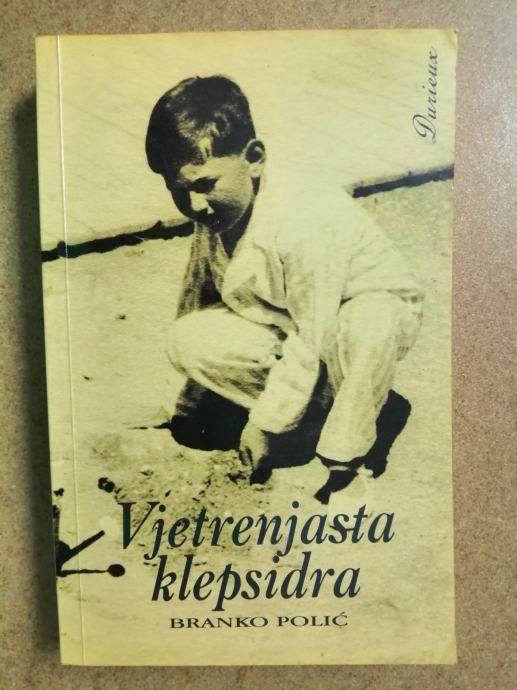 Durieux
Vjetrenjasta
klepsidra
BRANKO POLIĆ